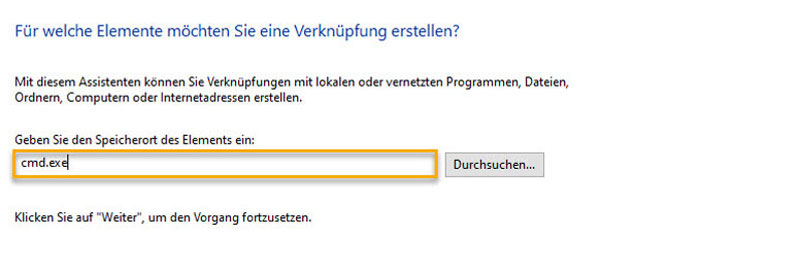 Für welche Elemente möchten Sie eine Verknüpfung erstellen?
Mit diesem Assistenten können Sie Verknüpfungen mit lokalen oder vernetzten Programmen, Dateien,
Ordnern, Computern oder Internetadressen erstellen.
Geben Sie den Speicherort des Elements ein:
cmd.exe
Durchsuchen...
Klicken Sie auf "Weiter", um den Vorgang fortzusetzen.